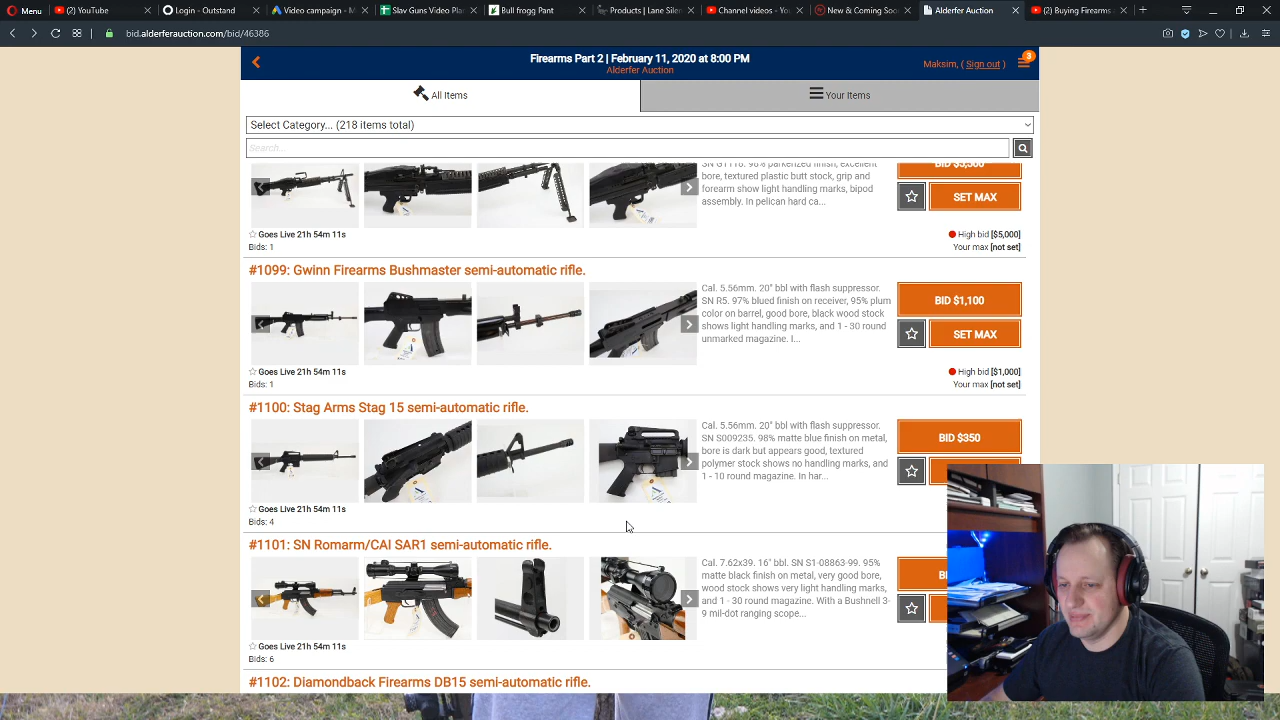 Menu
(2) YouTube
Login - Outstand
Video campaign - M
Slav Guns Video Plan
Bull frogg Pant
Products | Lane Silen
Channel videos - You
New & Coming Soo
Alderfer Auction
(2) Buying Firearms
bid.alderferauction.com/bid/46386
Firearms Part 2 | February 11, 2020 at 8:00 PM
Alderfer Auction
Maksim, ( Sign out )
3
All Items
Your Items
Select Category... (218 items total)
Search...
bore, textured plastic butt stock, grip and
forearm show light handling marks, bipod
assembly. In pelican hard ca...
SET MAX
Goes Live 21h 54m 11s
Bids: 1
High bid [$5,000]
Your max [not set]
#1099: Gwinn Firearms Bushmaster semi-automatic rifle.
Cal. 5.56mm. 20" bbl with flash suppressor.
SN R5. 97% blued finish on receiver, 95% plum
color on barrel, good bore, black wood stock
shows light handling marks, and 1 - 30 round
unmarked magazine. I...
BID $1,100
SET MAX
Goes Live 21h 54m 11s
Bids: 1
High bid [$1,000]
Your max [not set]
#1100: Stag Arms Stag 15 semi-automatic rifle.
Cal. 5.56mm. 20" bbl with flash suppressor.
SN S009235. 98% matte blue finish on metal,
bore is dark but appears good, textured
polymer stock shows no handling marks, and
1 - 10 round magazine. In har...
BID $350
Goes Live 21h 54m 11s
Bids: 4
#1101: SN Romarm/CAI SAR1 semi-automatic rifle.
Cal. 7.62x39. 16" bbl. SN S1-08863-99. 95%
matte black finish on metal, very good bore,
wood stock shows very light handling marks,
and 1 - 30 round magazine. With a Bushnell 3-
9 mil-dot ranging scope...
Goes Live 21h 54m 11s
Bids: 6
#1102: Diamondback Firearms DB15 semi-automatic rifle.